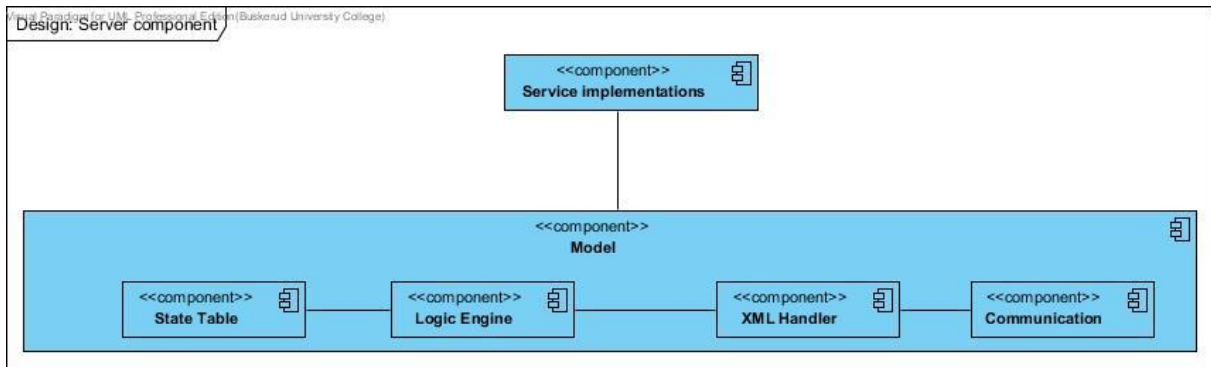 Visual Paradigm for UML Professional Edition(Buskerud University College)
Design: Server component
<<component>>
Service implementations
<<component>>
Model
<<component>>
State Table
<<component>>
Logic Engine
<<component>>
XML Handler
<<component>>
Communication